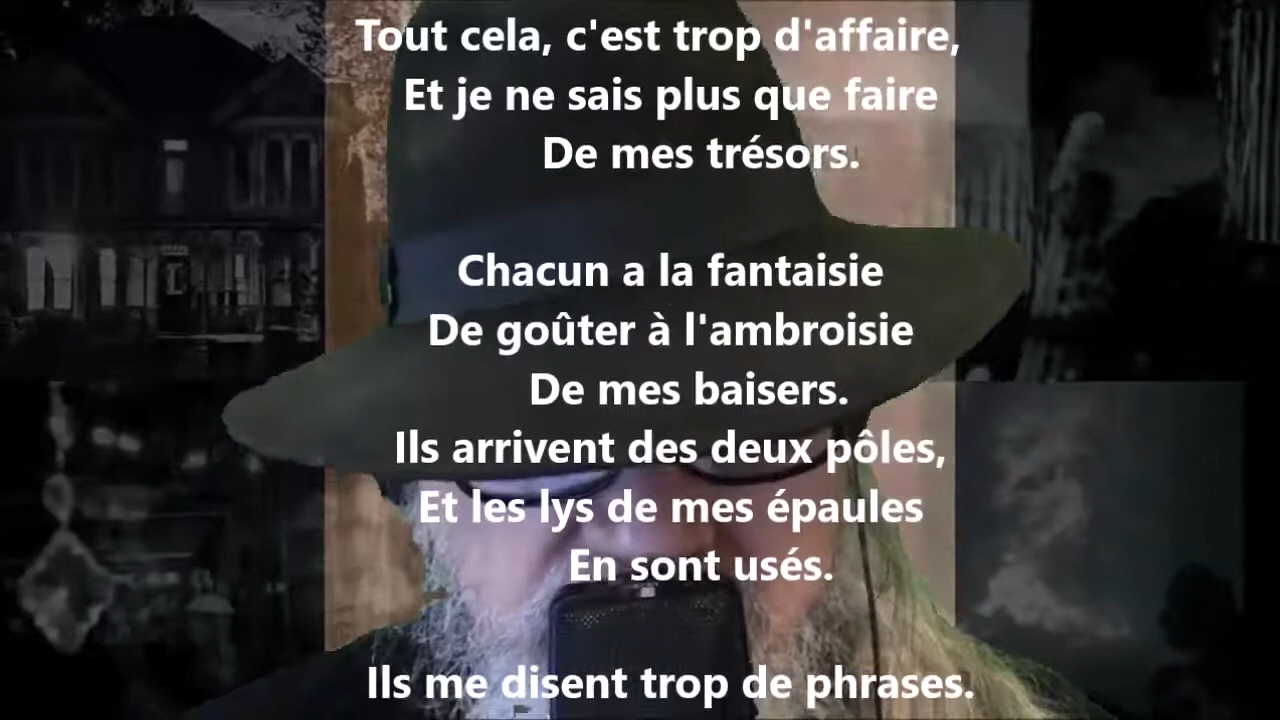 Tout cela, c'est trop d'affaire,
Et je ne sais plus que faire
De mes trésors.
Chacun a la fantaisie
De goûter à l'ambroisie
De mes baisers.
Ils arrivent des deux pôles,
Et les lys de mes épaules
En sont usés.
Ils me disent trop de phrases.